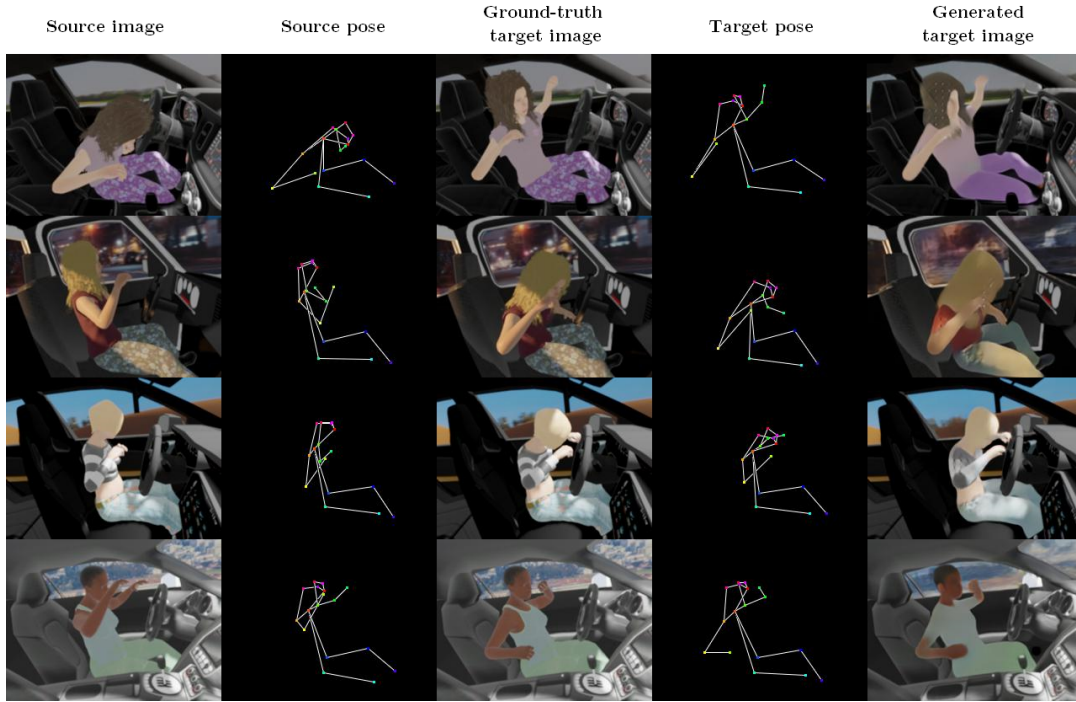 Source image
Source pose
Ground-truth
target image
Target pose
Generated
target image